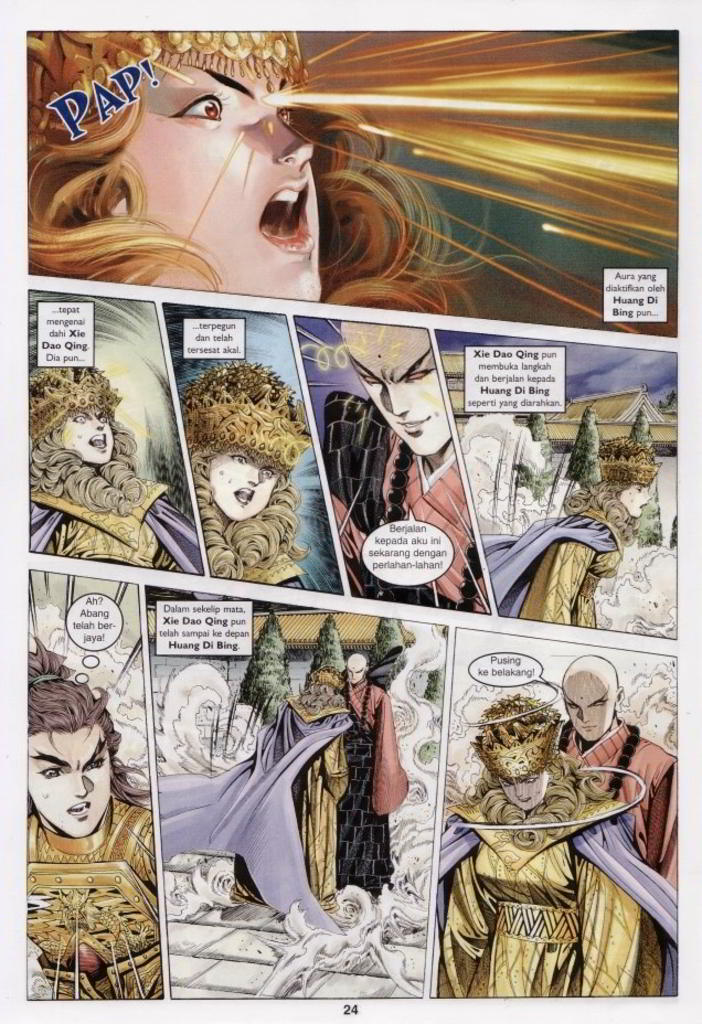 PAP!
Aura yang
diaktifkan oleh
Huang Di
Bing pun...
...tepat
mengenai
dahi Xie
Dao Qing.
Dia pun...
...terpegun
dan telah
tersesat akal.
Berjalan
kepada aku ini
sekarang dengan
perlahan-lahan!
Xie Dao Qing pun
membuka langkah
dan berjalan kepada
Huang Di Bing
seperti yang diarahkan.
Ah?
Abang
telah ber-
jaya!
Dalam sekelip mata,
Xie Dao Qing pun
telah sampai ke depan
Huang Di Bing.
Pusing
ke belakang!
24